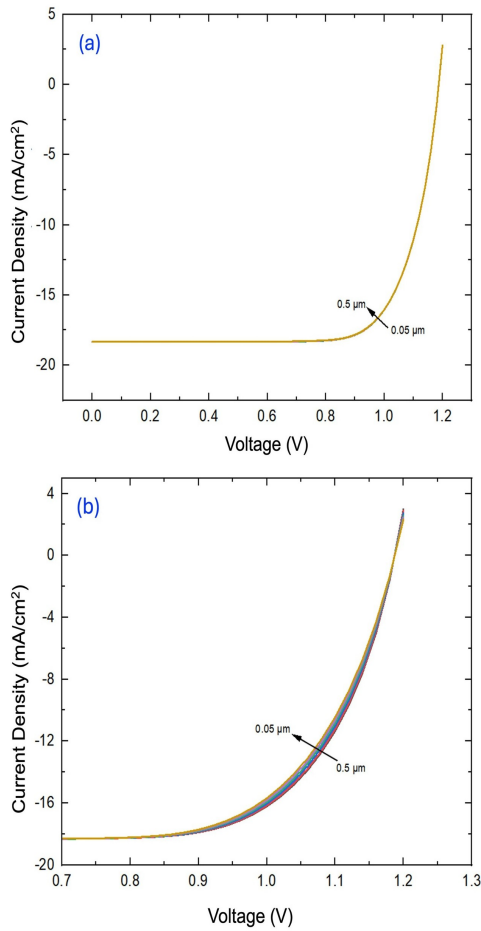 (a)
5
0
-5
-10
-15
-20
Current Density (mA/cm²)
0.5 µm
0.05 µm
0.0 0.2 0.4 0.6 0.8 1.0 1.2
Voltage (V)
(b)
4
0
-4
-8
-12
-16
-20
Current Density (mA/cm²)
0.05 µm
0.5 µm
0.7 0.8 0.9 1.0 1.1 1.2 1.3
Voltage (V)